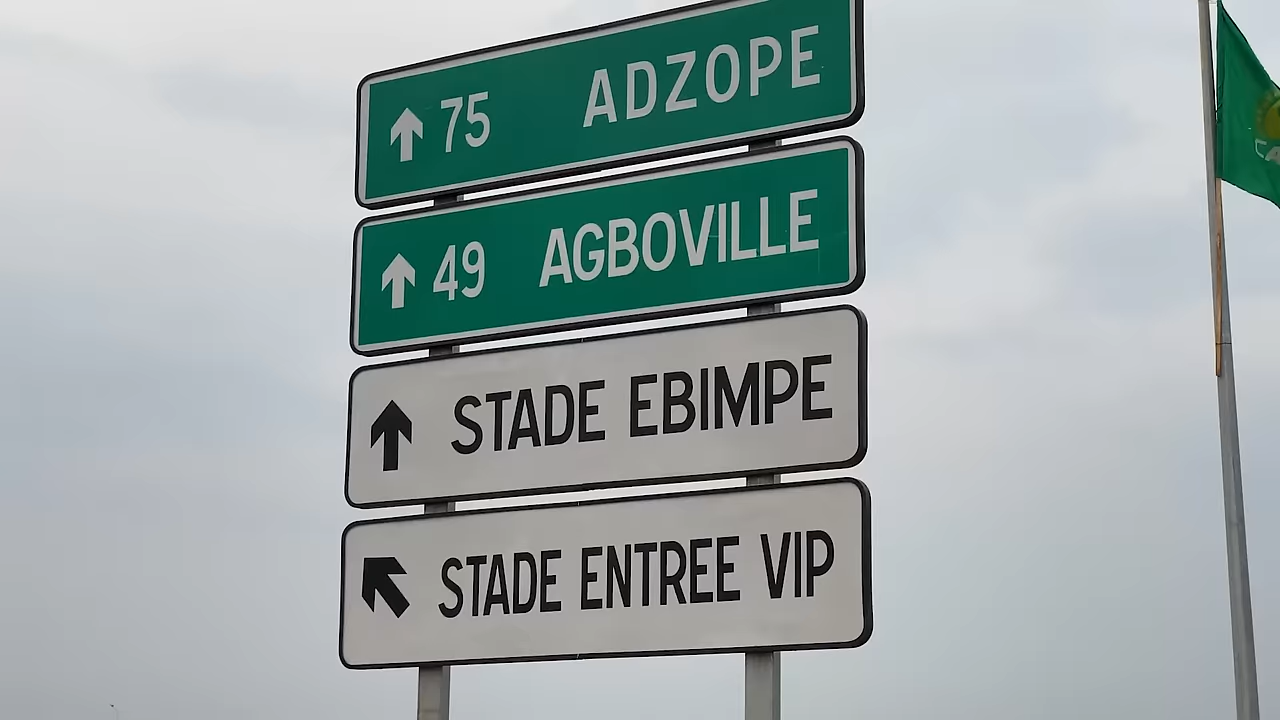 ↑ 75 ADZOPE
↑ 49 AGBOVILLE
↑ STADE EBIMPE
↖ STADE ENTREE VIP